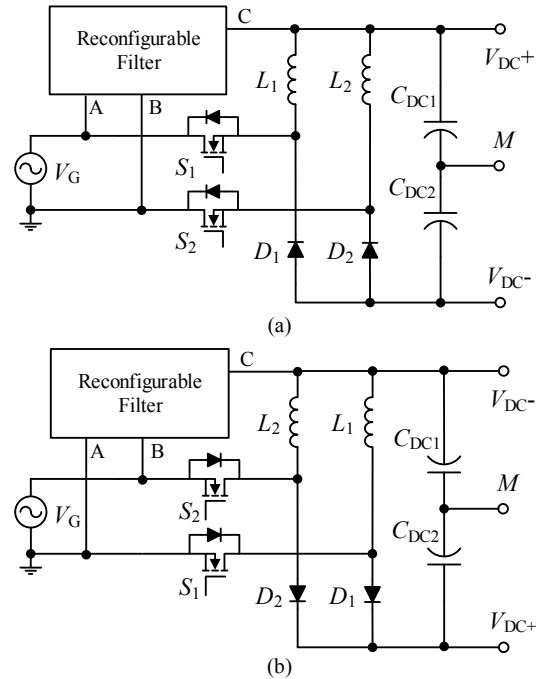 Reconfigurable
Filter
C
A
B
L1
L2
CDC1
VDC+
M
VG
S1
S2
CDC2
D1
D2
VDC-
(a)
Reconfigurable
Filter
C
A
B
L2
L1
CDC1
VDC-
M
VG
S2
S1
CDC2
D2
D1
VDC+
(b)